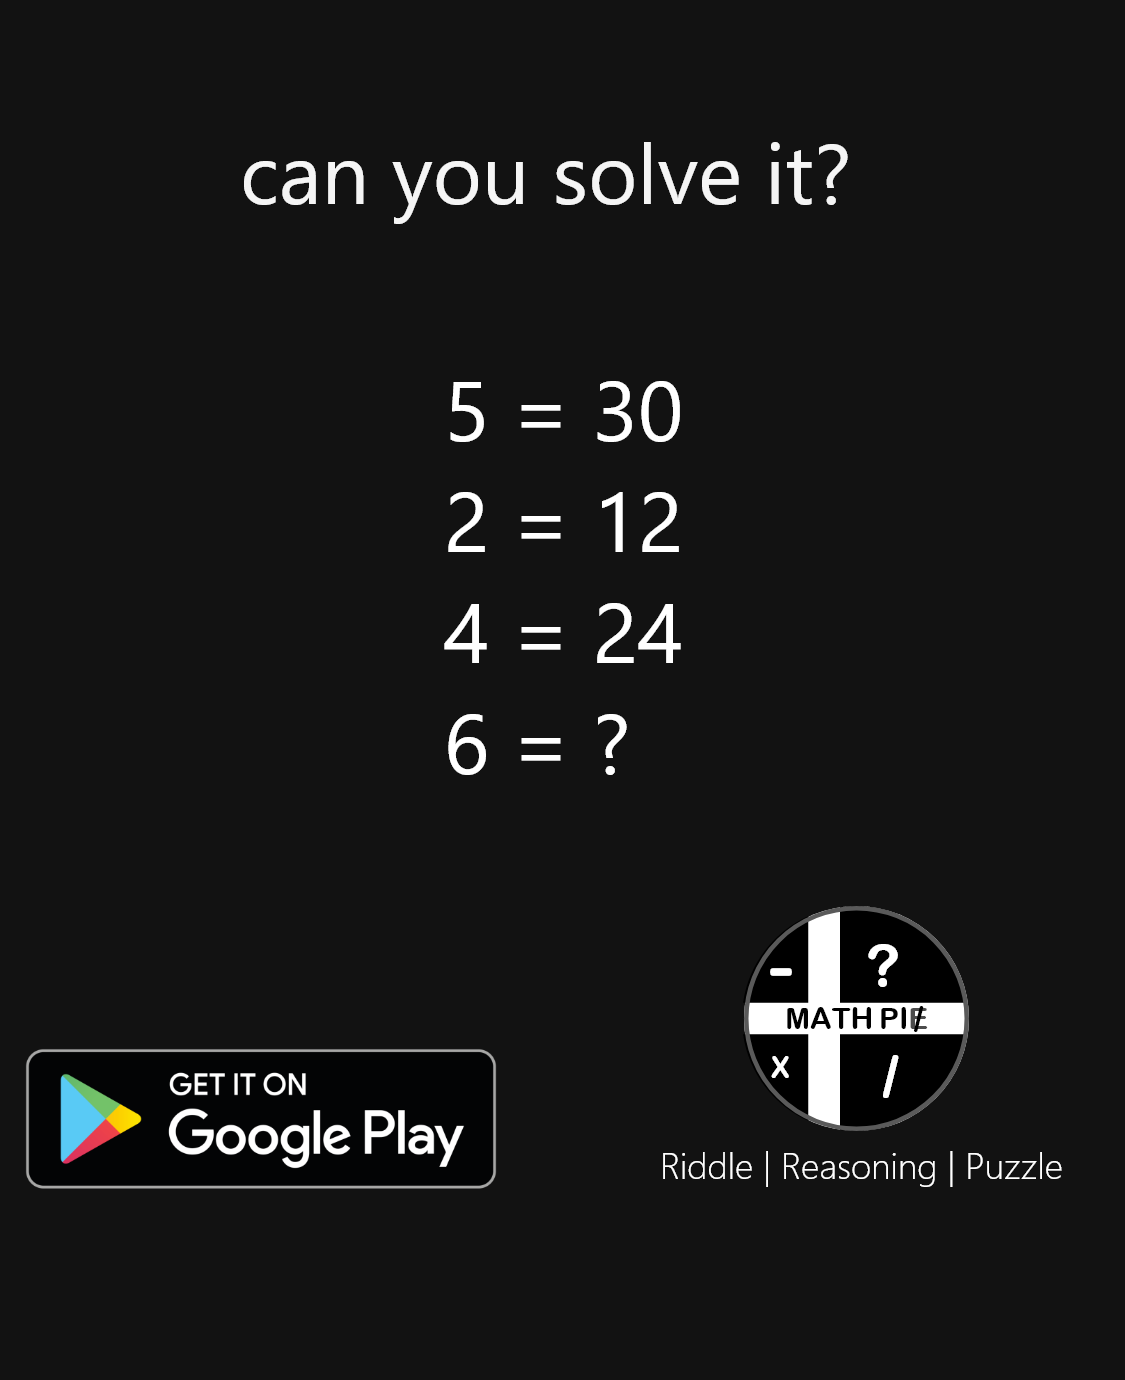 can you solve it?
5 = 30
2 = 12
4 = 24
6 = ?
- ?
MATH PIE
x /
GET IT ON
Google Play
Riddle | Reasoning | Puzzle